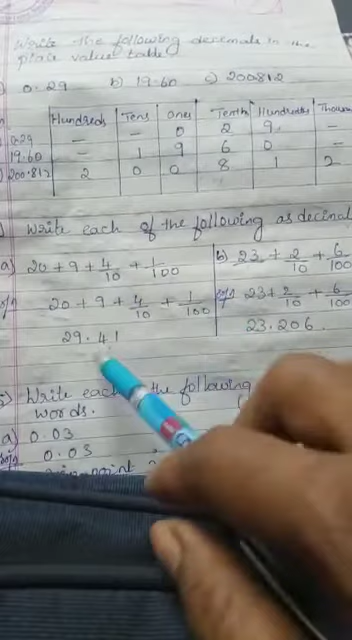 Write the following decimals in the
place value table
0.29 b) 19.60 c) 200.812
Hundreds Tens Ones Tenth Hundredths Thous
0.29 – – 0 2 9 –
19.60 – 1 9 6 0 –
200.812 2 0 0 8 1 2
Write each of the following as decimal
a) 20 + 9 + 4/10 + 1/100 b) 23 + 2/10 + 6/100
20 + 9 + 4/10 + 1/100 23 + 2/10 + 6/100
29.41 23.206
5) Write each the following
words.
a) 0.03
0.03
point